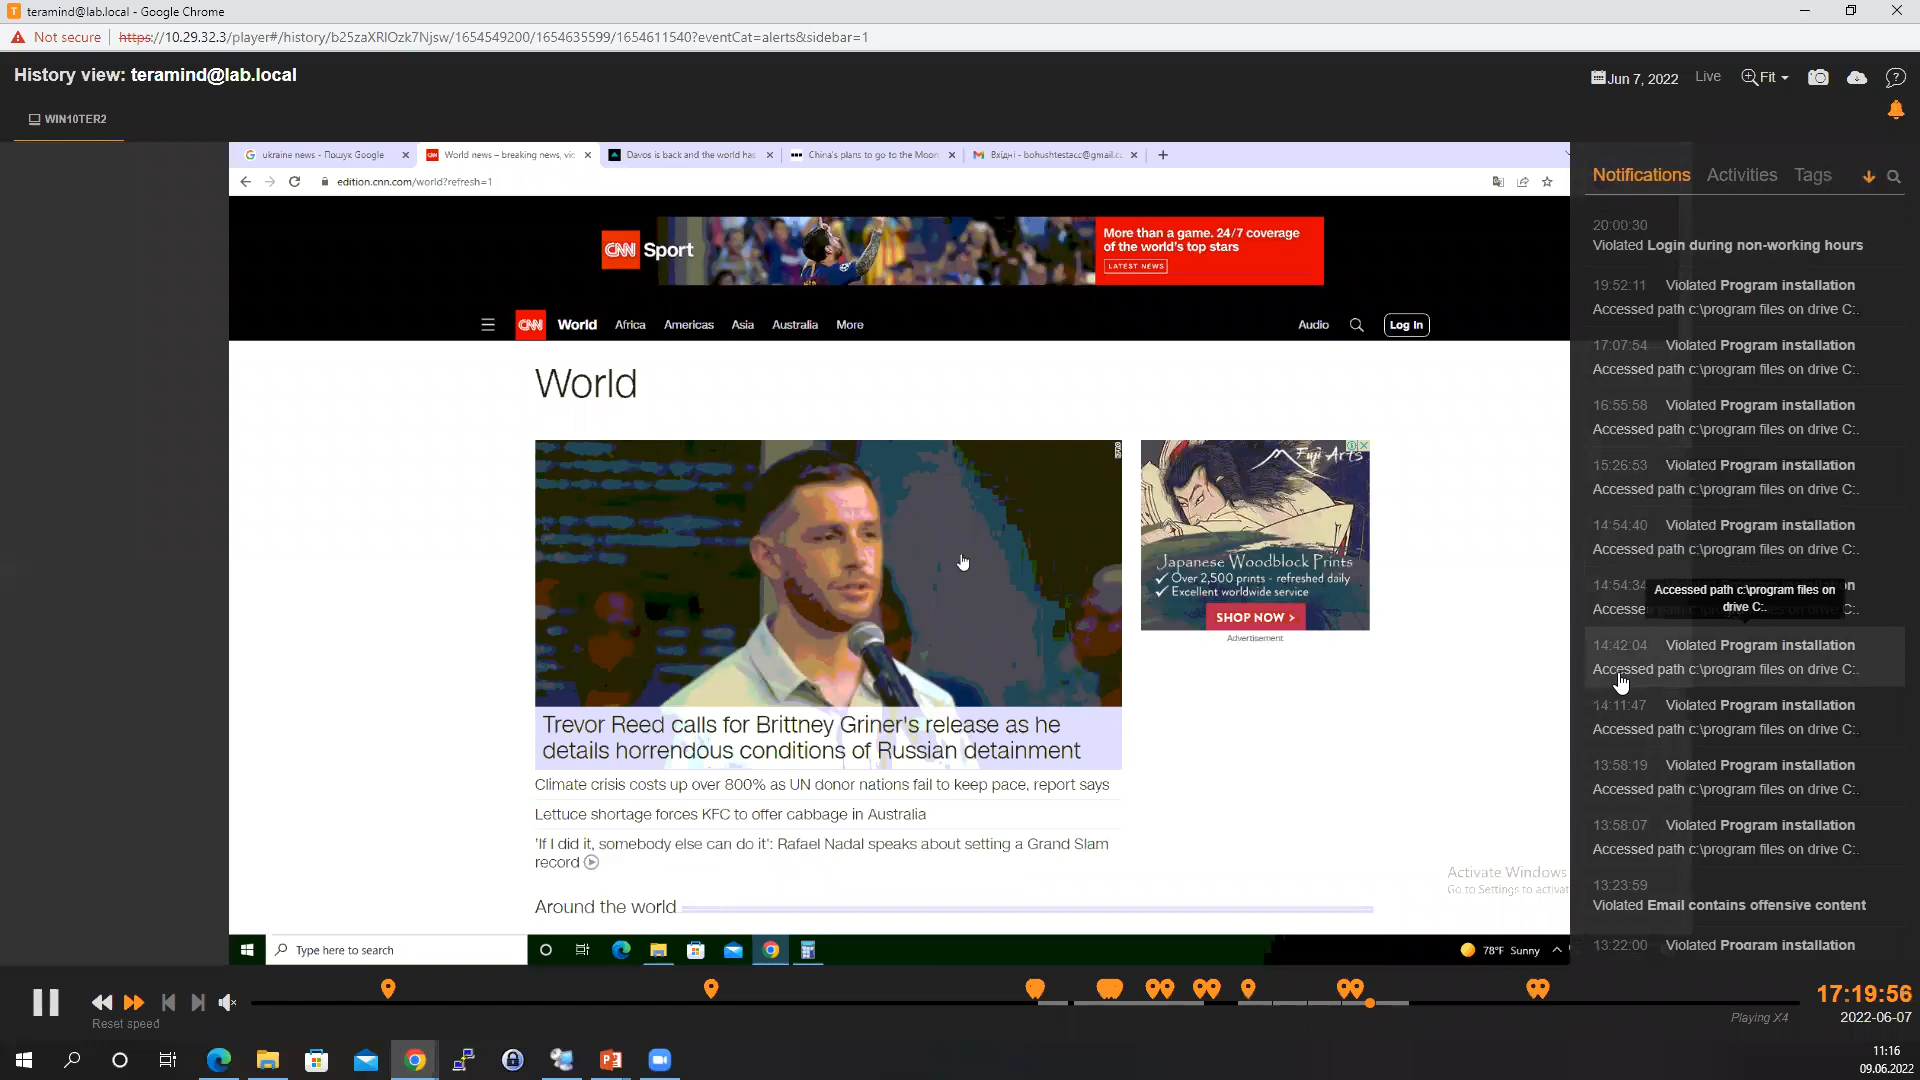 teramind@lab.local - Google Chrome
Not secure
https://10.29.32.3/player#/history/b25zaXRlOzk7Njsw/1654549200/1654635599/1654611540?eventCat=alerts&sidebar=1
History view: teramind@lab.local
Jun 7, 2022 Live Fit
WIN10TER2
ukraine news - Пошук Google
World news – breaking news, vic
Davos is back and the world has
China's plans to go to the Moon
Вхідні - bohushtestacc@gmail.c
edition.cnn.com/world?refresh=1
CNN Sport
More than a game. 24/7 coverage
of the world's top stars
LATEST NEWS
CNN World Africa Americas Asia Australia More
Audio Log In
World
Fuji Arts
Japanese Woodblock Prints
Over 2,500 prints - refreshed daily
Excellent worldwide service
SHOP NOW >
Advertisement
Trevor Reed calls for Brittney Griner's release as he
details horrendous conditions of Russian detainment
Climate crisis costs up over 800% as UN donor nations fail to keep pace, report says
Lettuce shortage forces KFC to offer cabbage in Australia
'If I did it, somebody else can do it': Rafael Nadal speaks about setting a Grand Slam
record
Around the world
Activate Windows
Go to Settings to activat
Type here to search
78°F Sunny
Notifications Activities Tags
20:00:30
Violated Login during non-working hours
19:52:11 Violated Program installation
Accessed path c:\program files on drive C:.
17:07:54 Violated Program installation
Accessed path c:\program files on drive C:.
16:55:58 Violated Program installation
Accessed path c:\program files on drive C:.
15:26:53 Violated Program installation
Accessed path c:\program files on drive C:.
14:54:40 Violated Program installation
Accessed path c:\program files on drive C:.
14:54:34
Accessed path c:\program files on
drive C:.
14:42:04 Violated Program installation
Accessed path c:\program files on drive C:.
14:11:47 Violated Program installation
Accessed path c:\program files on drive C:.
13:58:19 Violated Program installation
Accessed path c:\program files on drive C:.
13:58:07 Violated Program installation
Accessed path c:\program files on drive C:.
13:23:59
Violated Email contains offensive content
13:22:00 Violated Program installation
Reset speed
17:19:56
Playing X4
2022-06-07
11:16
09.06.2022